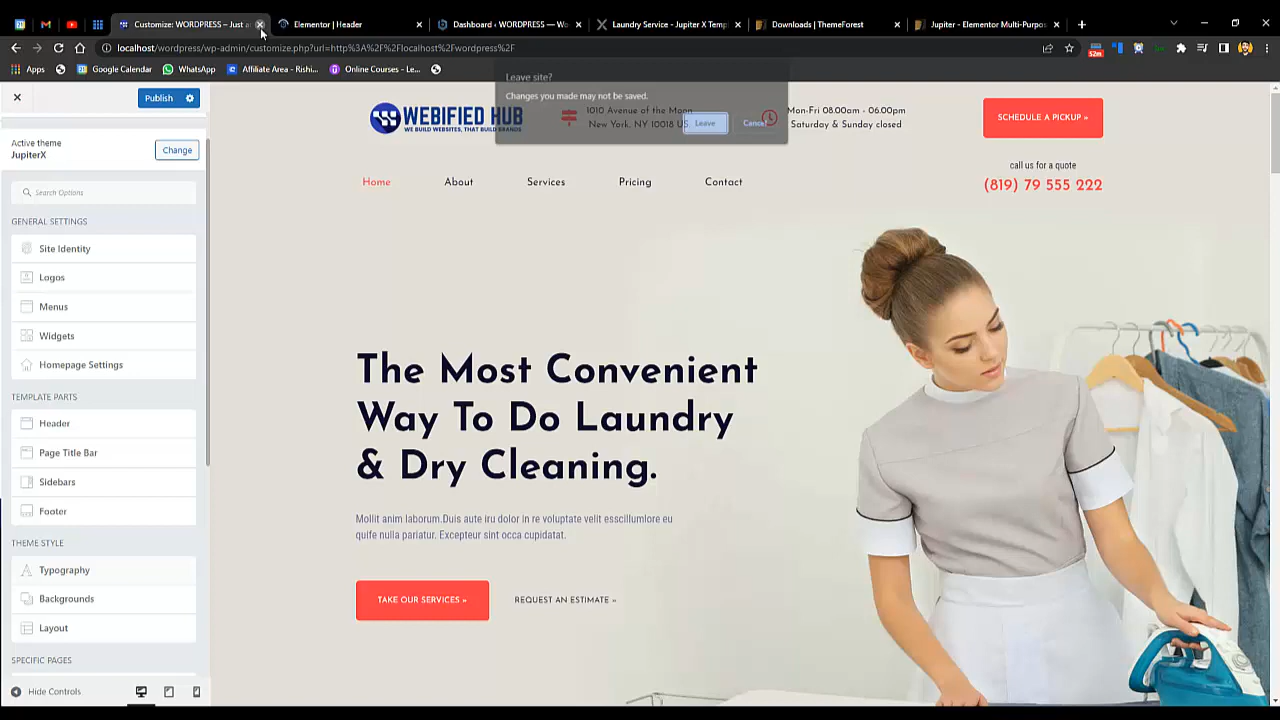 Customize: WORDPRESS – Just a
Elementor | Header
Dashboard ‹ WORDPRESS — Wo
Laundry Service - Jupiter X Temp
Downloads | ThemeForest
Jupiter - Elementor Multi-Purpos
localhost/wordpress/wp-admin/customize.php?url=http%3A%2F%2Flocalhost%2Fwordpress%2F
52m
Apps
Google Calendar
WhatsApp
Affiliate Area - Rishi...
Online Courses - Le...
Leave site?
Changes you made may not be saved.
Leave
Cancel
Publish
Active theme
JupiterX
Change
Search Options
GENERAL SETTINGS
Site Identity
Logos
Menus
Widgets
Homepage Settings
TEMPLATE PARTS
Header
Page Title Bar
Sidebars
Footer
THEME STYLE
Typography
Backgrounds
Layout
SPECIFIC PAGES
Hide Controls
WEBIFIED HUB
WE BUILD WEBSITES, THAT BUILD BRANDS
1010 Avenue of the Moon
New York, NY 10018 US.
Mon-Fri 08.00am - 06.00pm
Saturday & Sunday closed
SCHEDULE A PICKUP »
Home
About
Services
Pricing
Contact
call us for a quote
(819) 79 555 222
The Most Convenient
Way To Do Laundry
& Dry Cleaning.
Mollit anim laborum.Duis aute iru dolor in re voluptate velit esscillumlore eu
quife nulla pariatur. Excepteur sint occa cupidatat.
TAKE OUR SERVICES »
REQUEST AN ESTIMATE »